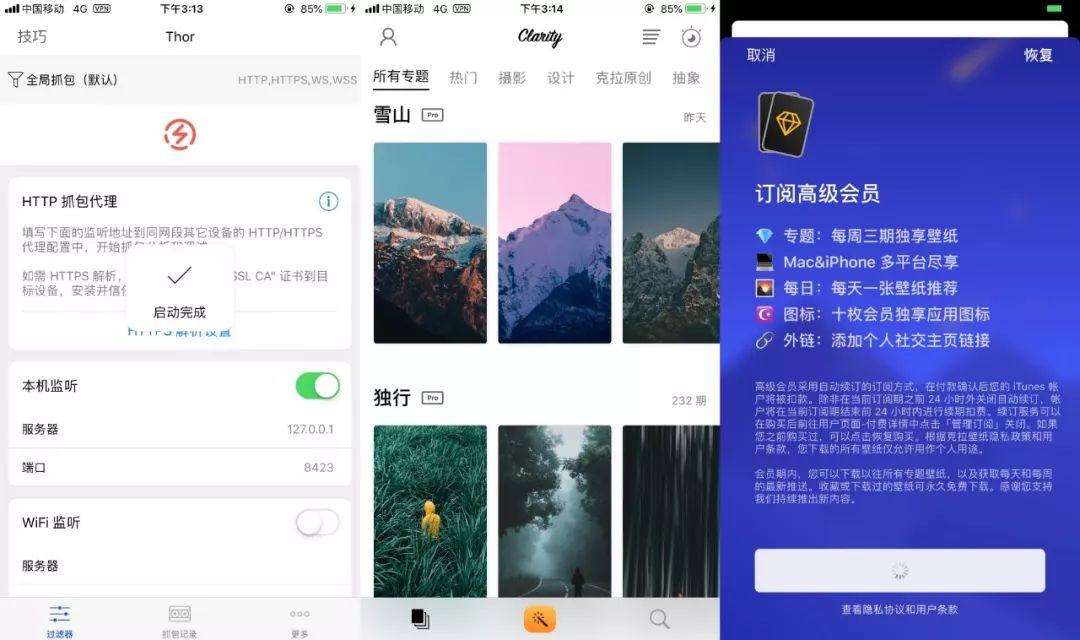 中国移动 4G VPN 下午3:13 85%
技巧 Thor
全局抓包（默认） HTTP,HTTPS,WS,WSS
HTTP 抓包代理
填写下面的监听地址到同网段其它设备的 HTTP/HTTPS
代理配置中，开始抓
如需 HTTPS 解析， SSL CA" 证书到目
标设备，安装并信
启动完成
HTTPS 解析设置
本机监听
服务器 127.0.0.1
端口 8423
WiFi 监听
服务器
过滤器 抓包记录 更多
中国移动 4G VPN 下午3:14 85%
Clarity
所有专题 热门 摄影 设计 克拉原创 抽象
雪山 Pro 昨天
独行 Pro 232 期
取消 恢复
订阅高级会员
专题：每周三期独享壁纸
Mac&iPhone 多平台尽享
每日：每天一张壁纸推荐
图标：十枚会员独享应用图标
外链：添加个人社交主页链接
高级会员采用自动续订的订阅方式，在付款确认后您的 iTunes 帐
户将被扣款。除非在当前订阅期之前 24 小时外关闭自动续订，帐
户将在当前订阅期结束前 24 小时内进行续期扣费。续订服务可以
在购买后前往用户页面-付费详情中点击「管理订阅」关闭。如果
您之前购买过，可以点击恢复购买。根据克拉壁纸隐私政策和用
户条款，您下载的所有壁纸仅允许用作个人用途。
会员期内，您可以下载以往所有专题壁纸，以及获取每天和每周
的最新推送。收藏或下载过的壁纸可永久免费下载。感谢您支持
我们持续推出新内容。
查看隐私协议和用户条款